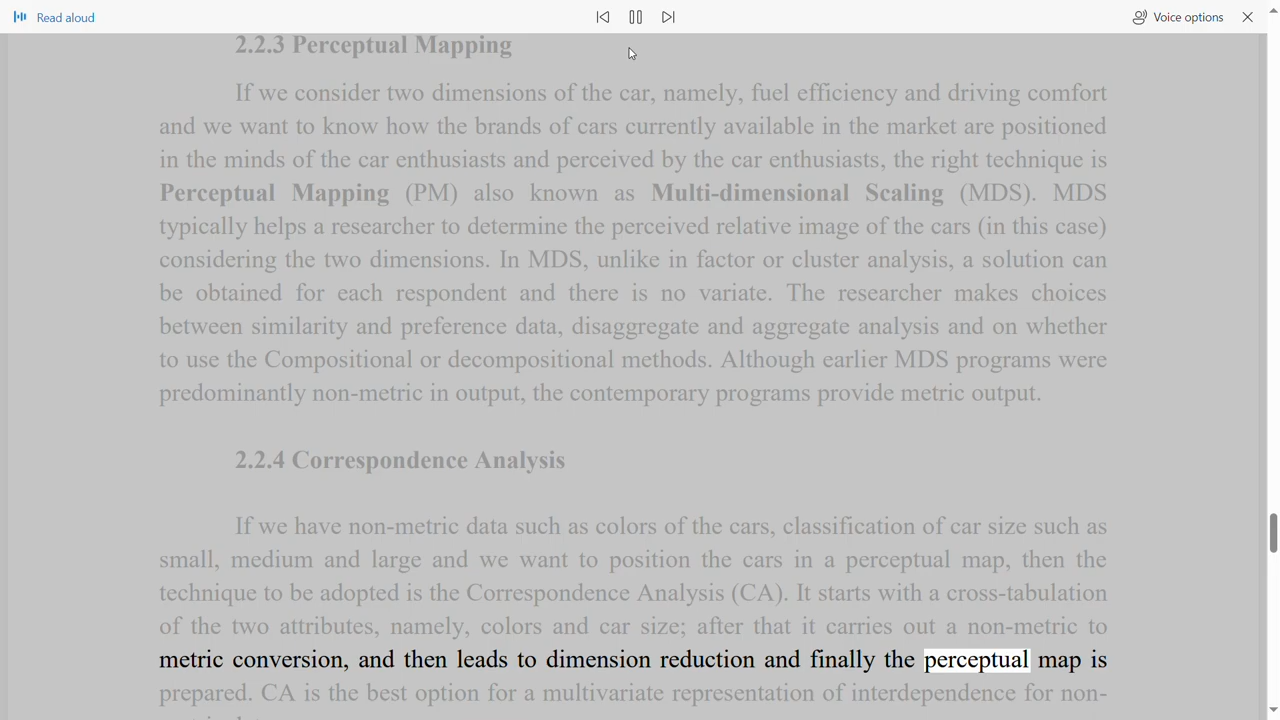 Read aloud
Voice options
2.2.3 Perceptual Mapping
If we consider two dimensions of the car, namely, fuel efficiency and driving comfort
and we want to know how the brands of cars currently available in the market are positioned
in the minds of the car enthusiasts and perceived by the car enthusiasts, the right technique is
Perceptual Mapping (PM) also known as Multi-dimensional Scaling (MDS). MDS
typically helps a researcher to determine the perceived relative image of the cars (in this case)
considering the two dimensions. In MDS, unlike in factor or cluster analysis, a solution can
be obtained for each respondent and there is no variate. The researcher makes choices
between similarity and preference data, disaggregate and aggregate analysis and on whether
to use the Compositional or decompositional methods. Although earlier MDS programs were
predominantly non-metric in output, the contemporary programs provide metric output.
2.2.4 Correspondence Analysis
If we have non-metric data such as colors of the cars, classification of car size such as
small, medium and large and we want to position the cars in a perceptual map, then the
technique to be adopted is the Correspondence Analysis (CA). It starts with a cross-tabulation
of the two attributes, namely, colors and car size; after that it carries out a non-metric to
metric conversion, and then leads to dimension reduction and finally the perceptual map is
prepared. CA is the best option for a multivariate representation of interdependence for non-